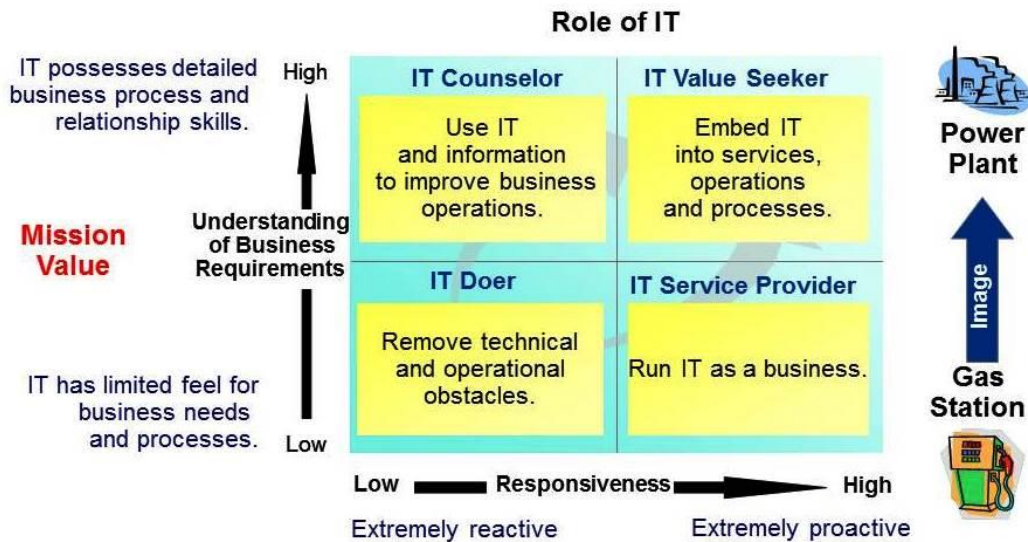 Role of IT
IT possesses detailed
business process and
relationship skills.
High
IT Counselor
Use IT
and information
to improve business
operations.
IT Value Seeker
Embed IT
into services,
operations
and processes.
Power
Plant
Mission
Value
Understanding
of Business
Requirements
IT Doer
Remove technical
and operational
obstacles.
IT Service Provider
Run IT as a business.
Image
Gas
Station
IT has limited feel for
business needs
and processes.
Low
Low
Responsiveness
High
Extremely reactive
Extremely proactive